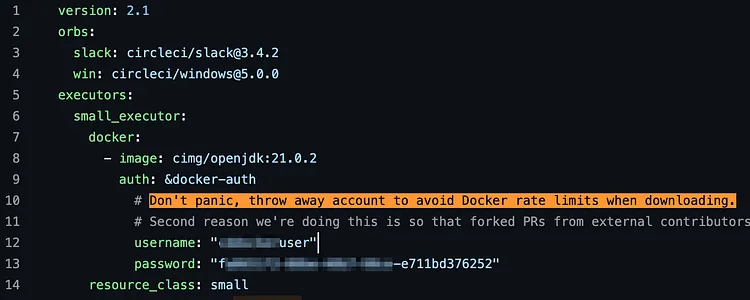 1 version: 2.1
2 orbs:
3 slack: circleci/slack@3.4.2
4 win: circleci/windows@5.0.0
5 executors:
6 small_executor:
7 docker:
8 - image: cimg/openjdk:21.0.2
9 auth: &docker-auth
10 # Don't panic, throw away account to avoid Docker rate limits when downloading.
11 # Second reason we're doing this is so that forked PRs from external contributors
12 username: "user"
13 password: "f-e711bd376252"
14 resource_class: small